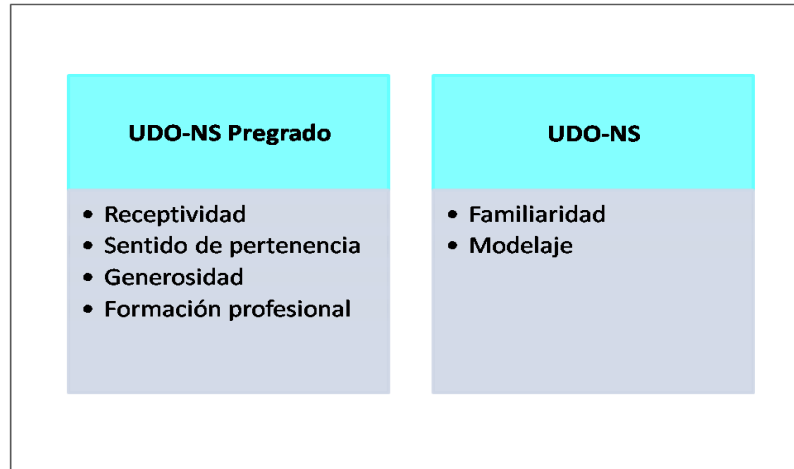 UDO-NS Pregrado
• Receptividad
• Sentido de pertenencia
• Generosidad
• Formación profesional
UDO-NS
• Familiaridad
• Modelaje